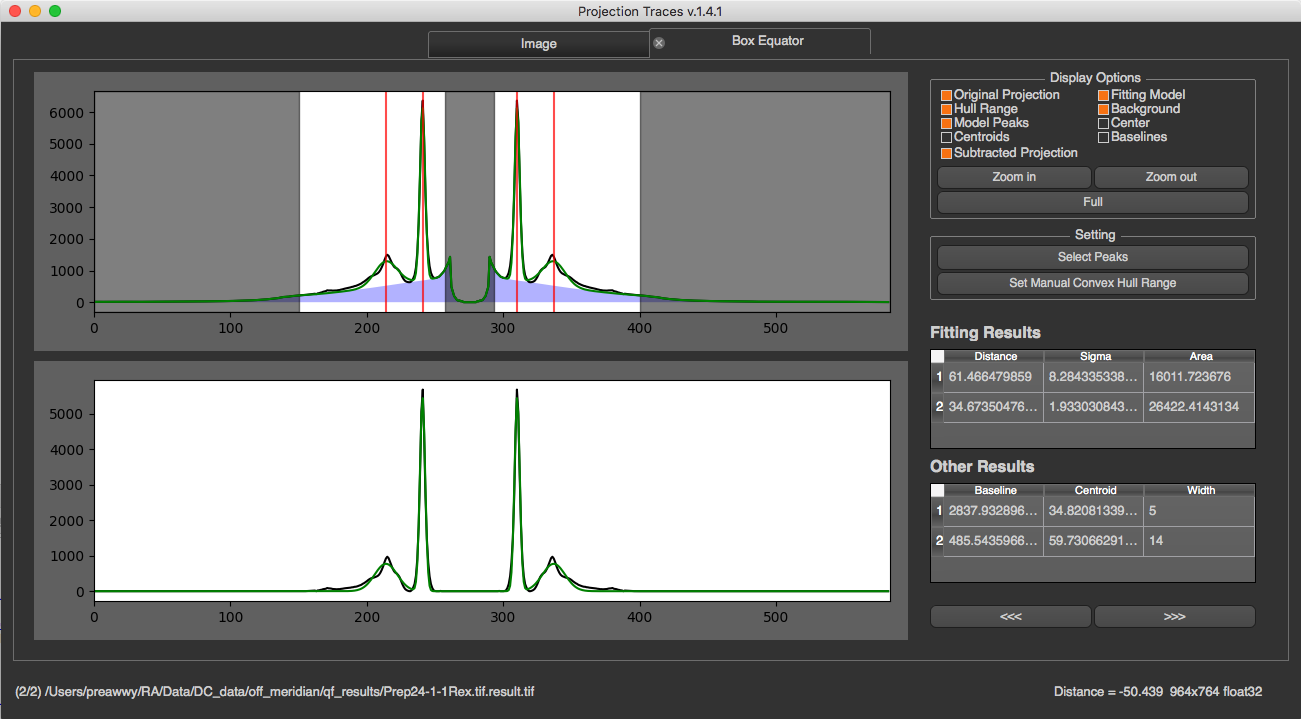 Projection Traces v.1.4.1
Image
Box Equator
6000
5000
4000
3000
2000
1000
0
0 100 200 300 400 500
5000
4000
3000
2000
1000
0
0 100 200 300 400 500
Display Options
Original Projection Fitting Model
Hull Range Background
Model Peaks Center
Centroids Baselines
Subtracted Projection
Zoom in Zoom out
Full
Setting
Select Peaks
Set Manual Convex Hull Range
Fitting Results
Distance Sigma Area
1 61.466479859 8.284335338... 16011.723676
2 34.67350476... 1.933030843... 26422.4143134
Other Results
Baseline Centroid Width
1 2837.932896... 34.82081339... 5
2 485.5435966... 59.73066291... 14
<<< >>>
(2/2) /Users/preawwy/RA/Data/DC_data/off_meridian/qf_results/Prep24-1-1Rex.tif.result.tif
Distance = -50.439 964x764 float32